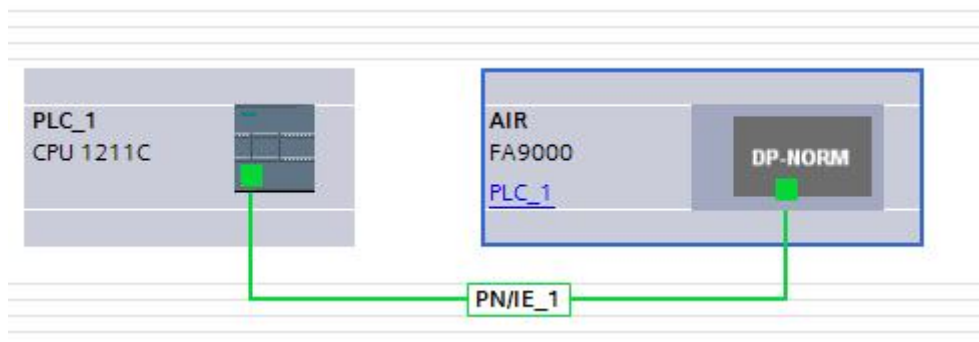 PLC_1
CPU 1211C
AIR
FA9000
PLC_1
DP-NORM
PN/IE_1